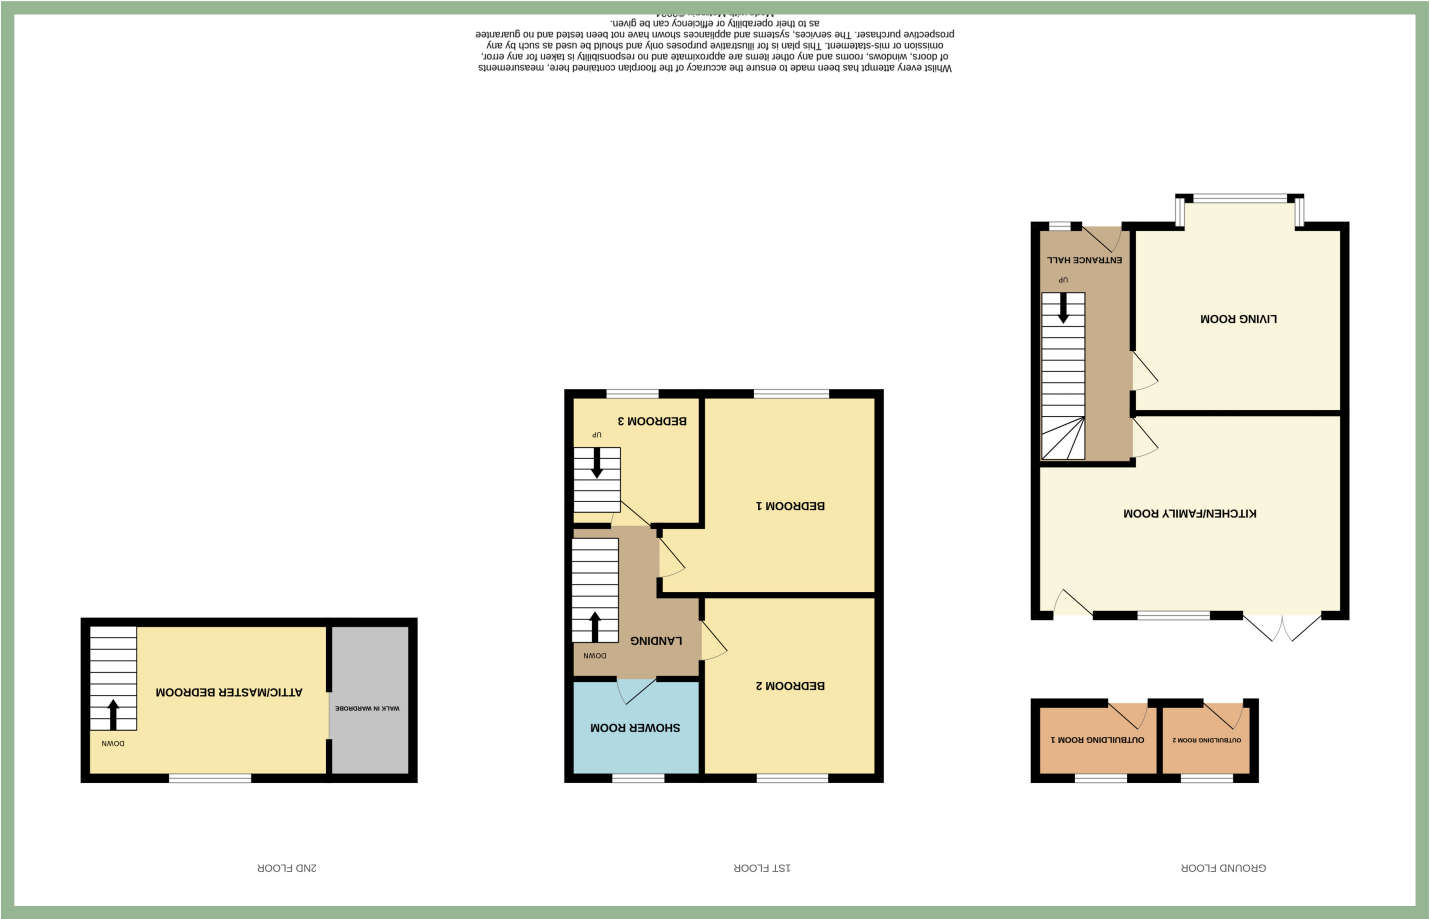 GROUND FLOOR
1ST FLOOR
2ND FLOOR
OUTBUILDING ROOM 2
OUTBUILDING ROOM 1
KITCHEN/FAMILY ROOM
LIVING ROOM
UP
ENTRANCE HALL
SHOWER ROOM
BEDROOM 2
DOWN
LANDING
BEDROOM 1
UP
BEDROOM 3
DOWN
WALK IN WARDROBE
ATTIC/MASTER BEDROOM
Whilst every attempt has been made to ensure the accuracy of the floorplan contained here, measurements
of doors, windows, rooms and any other items are approximate and no responsibility is taken for any error,
omission or mis-statement. This plan is for illustrative purposes only and should be used as such by any
prospective purchaser. The services, systems and appliances shown have not been tested and no guarantee
as to their operability or efficiency can be given.
Made with Metropix